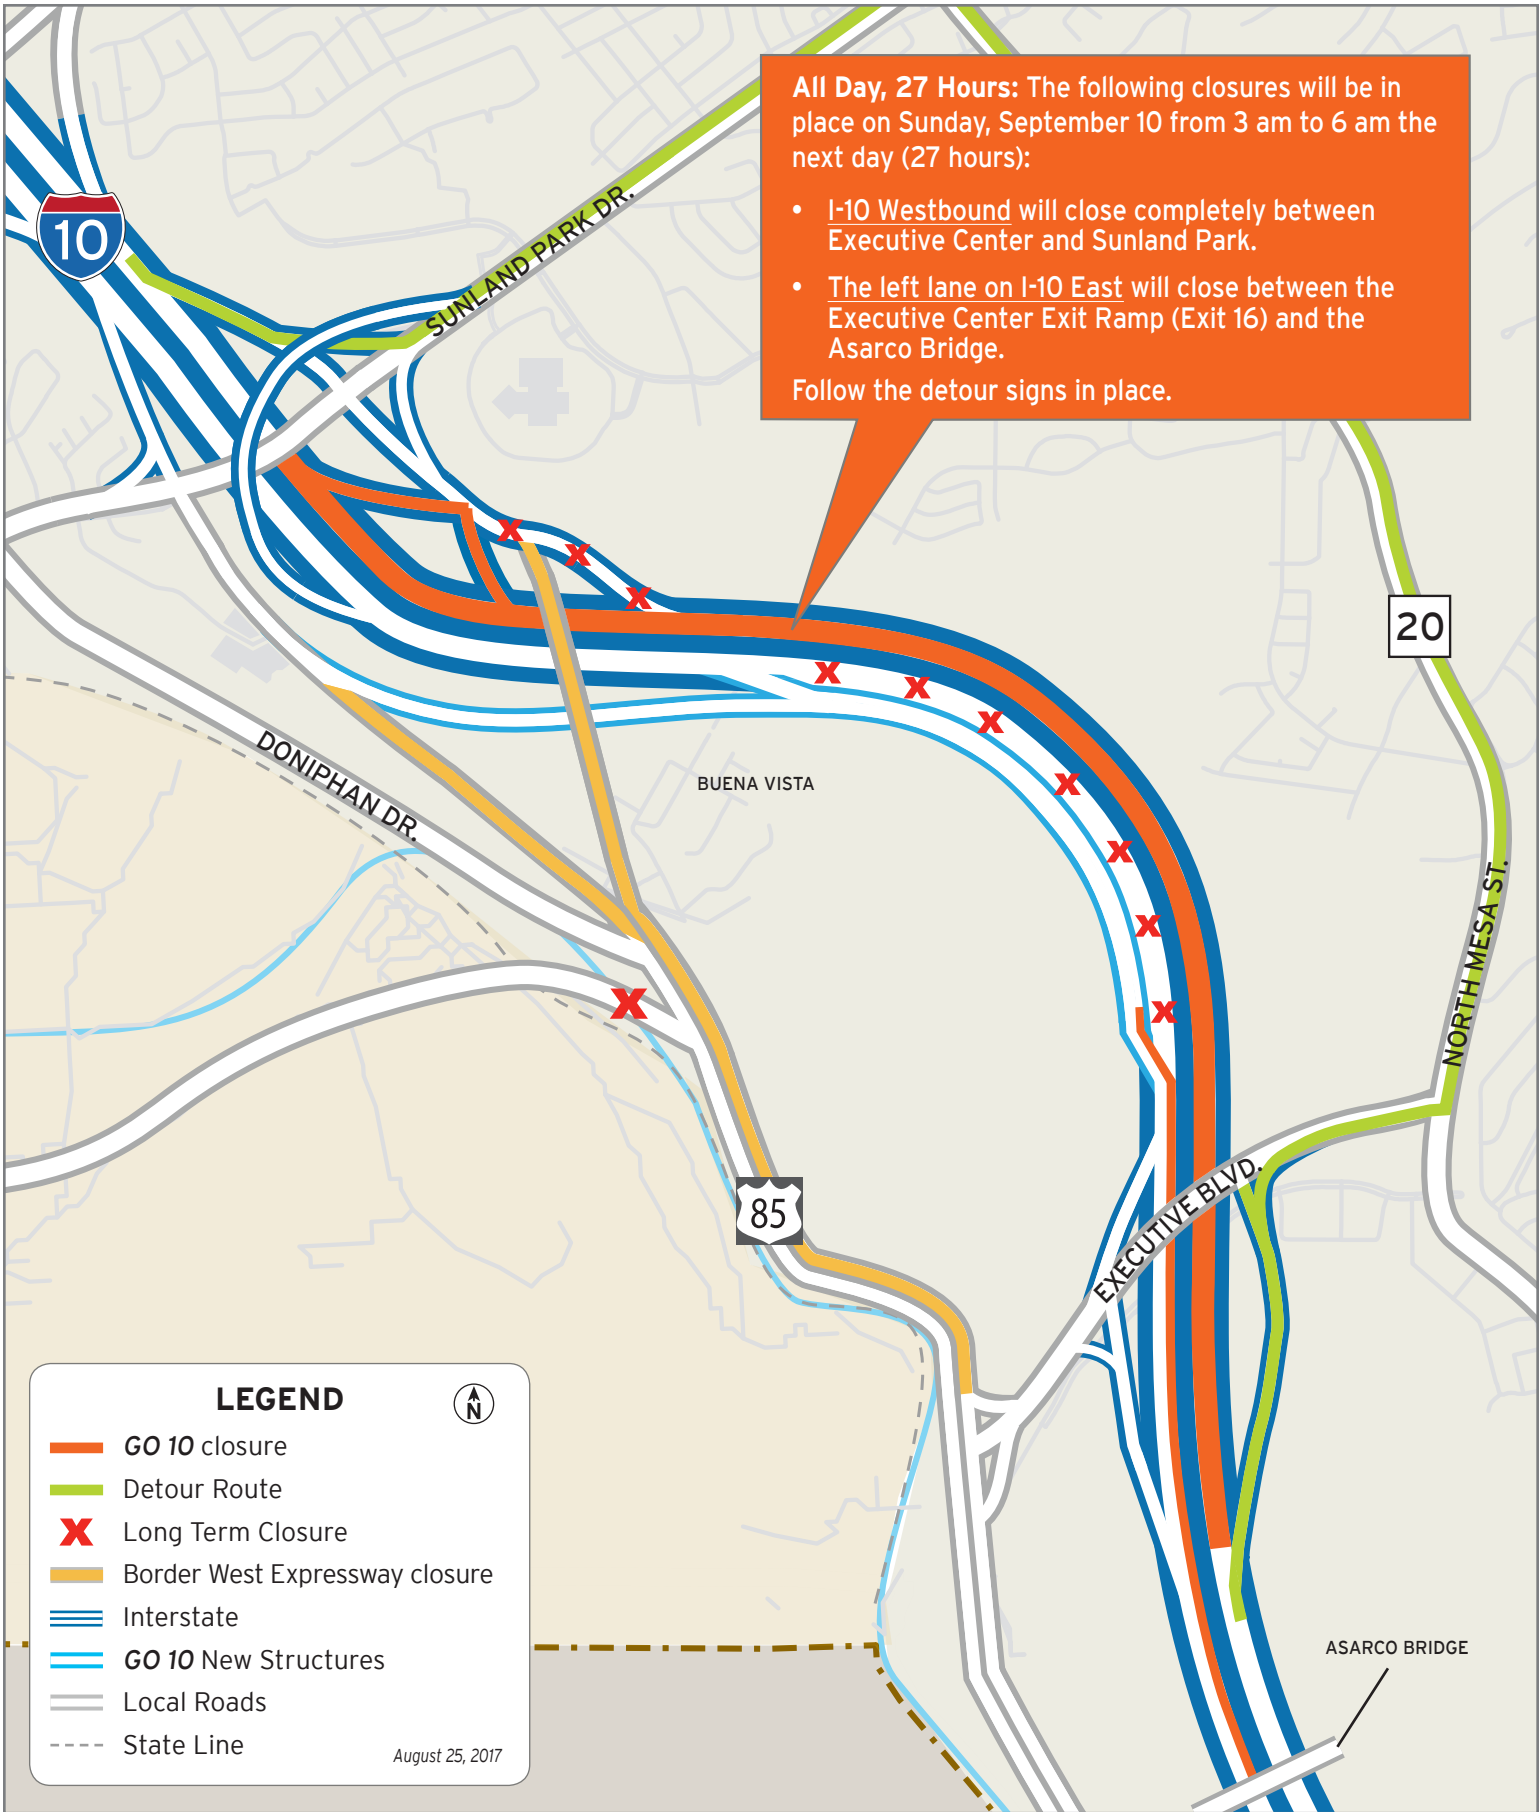 All Day, 27 Hours: The following closures will be in
place on Sunday, September 10 from 3 am to 6 am the
next day (27 hours):
• I-10 Westbound will close completely between
Executive Center and Sunland Park.
• The left lane on I-10 East will close between the
Executive Center Exit Ramp (Exit 16) and the
Asarco Bridge.
Follow the detour signs in place.
10
SUNLAND PARK DR.
20
DONIPHAN DR.
BUENA VISTA
NORTH MESA ST.
85
EXECUTIVE BLVD.
ASARCO BRIDGE
LEGEND
N
GO 10 closure
Detour Route
X Long Term Closure
Border West Expressway closure
Interstate
GO 10 New Structures
Local Roads
State Line
August 25, 2017